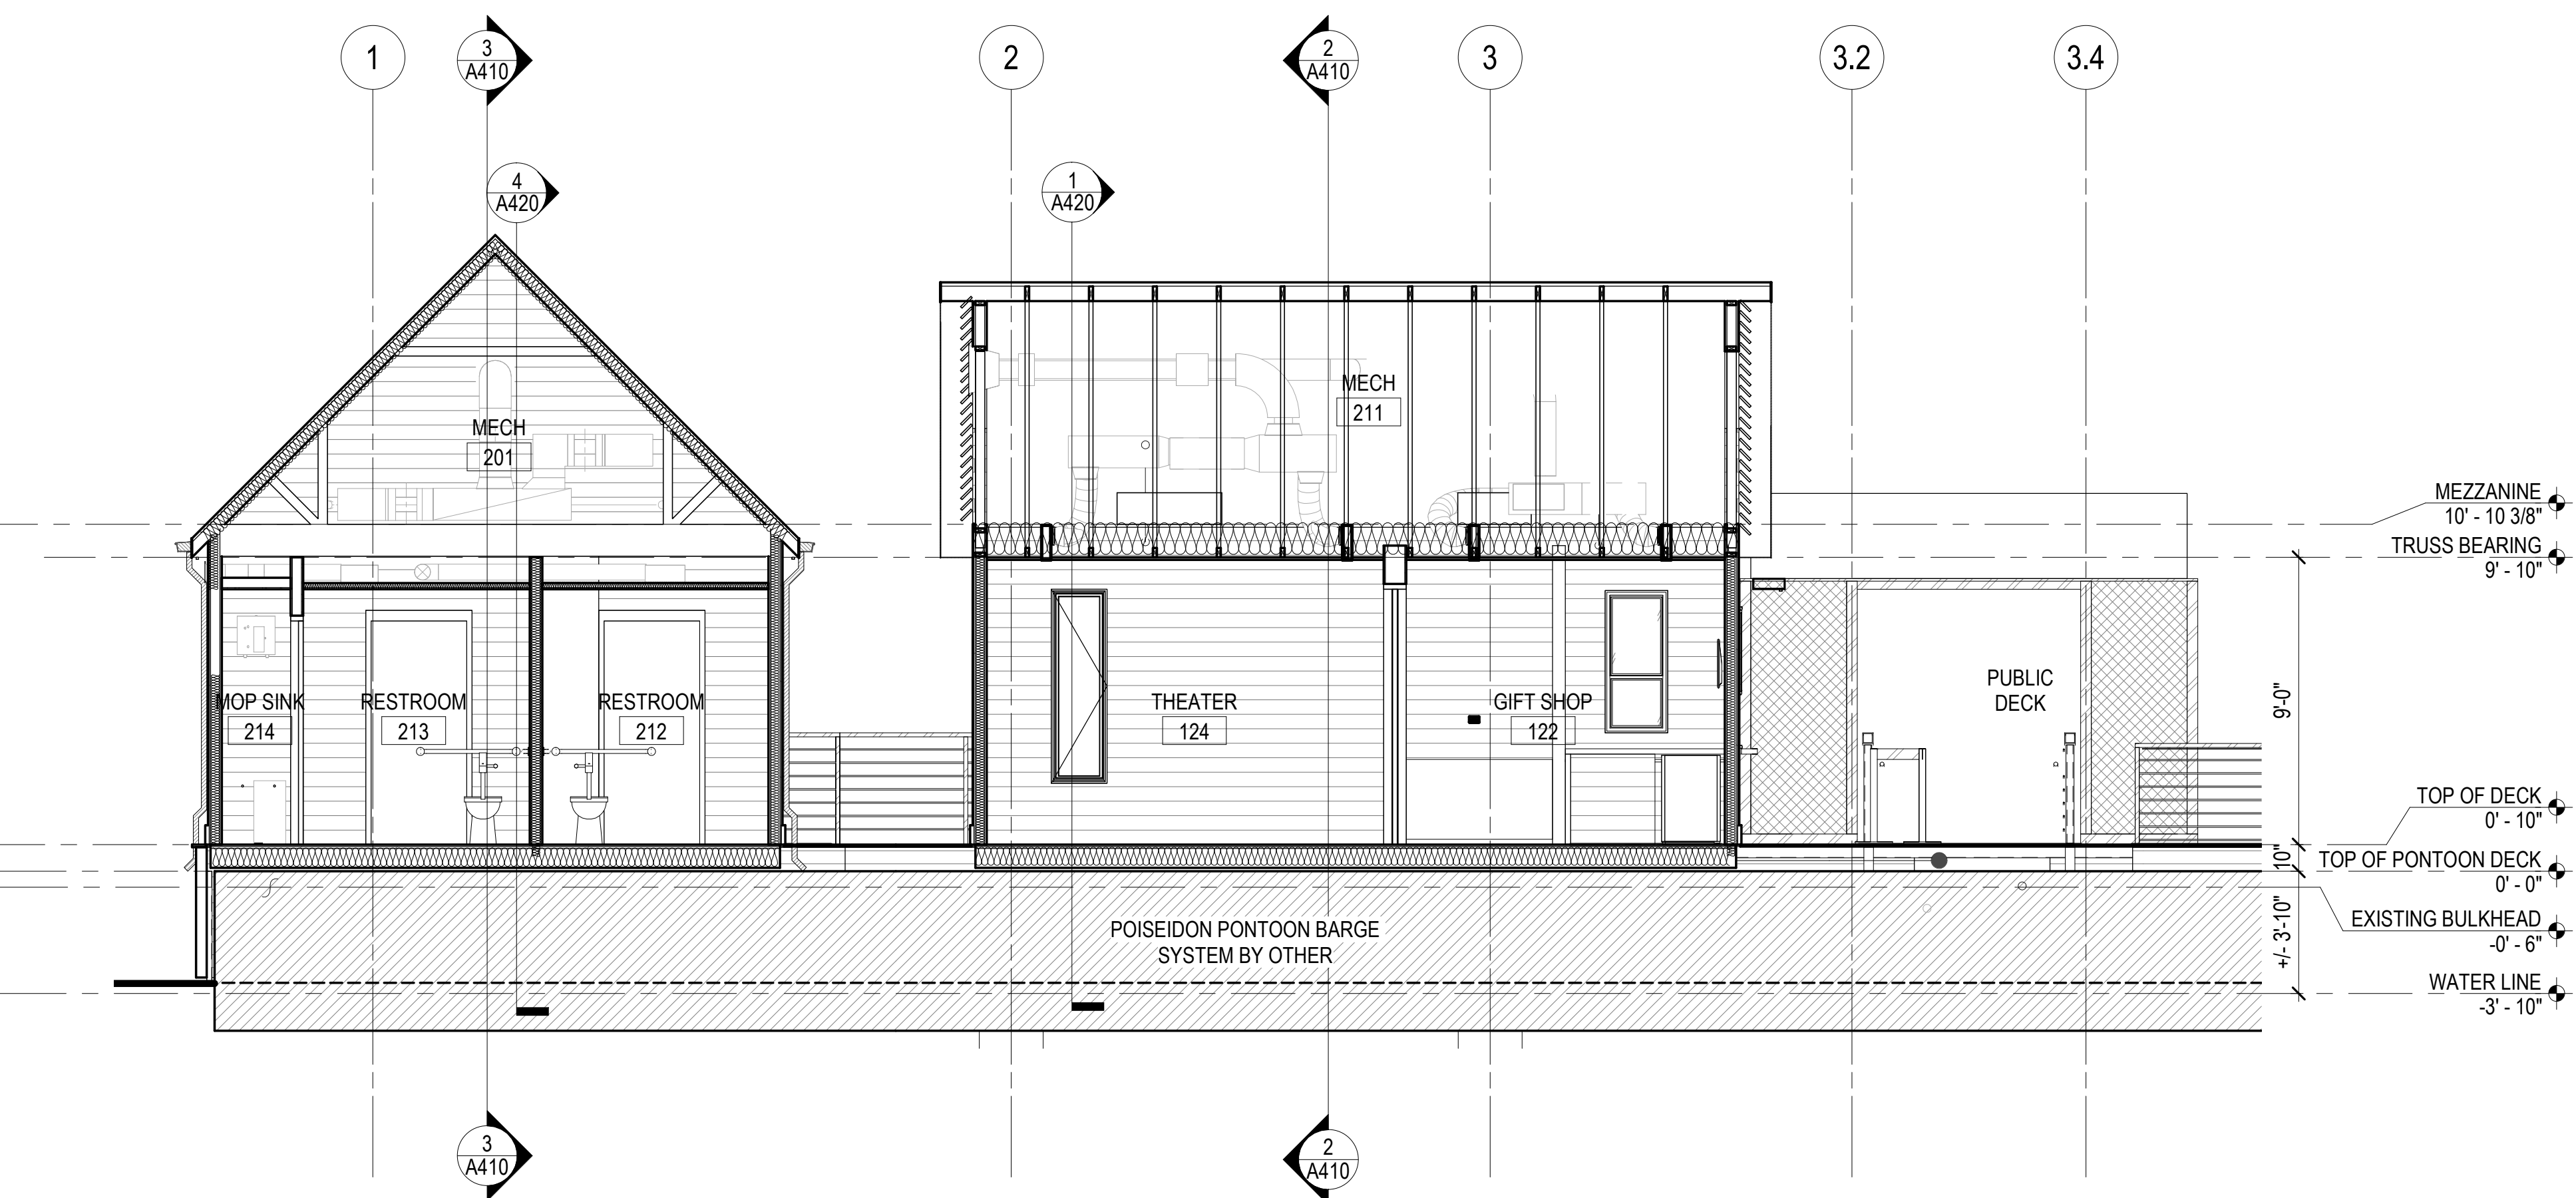 1
3
A410
2
2
A410
3
3.2
3.4
4
A420
1
A420
MECH
201
MECH
211
MEZZANINE
10' - 10 3/8"
TRUSS BEARING
9' - 10"
MOP SINK
214
RESTROOM
213
RESTROOM
212
THEATER
124
GIFT SHOP
122
PUBLIC
DECK
9'-0"
TOP OF DECK
0' - 10"
10"
TOP OF PONTOON DECK
0' - 0"
POISEIDON PONTOON BARGE
SYSTEM BY OTHER
+/- 3'-10"
EXISTING BULKHEAD
-0' - 6"
WATER LINE
-3' - 10"
3
A410
2
A410